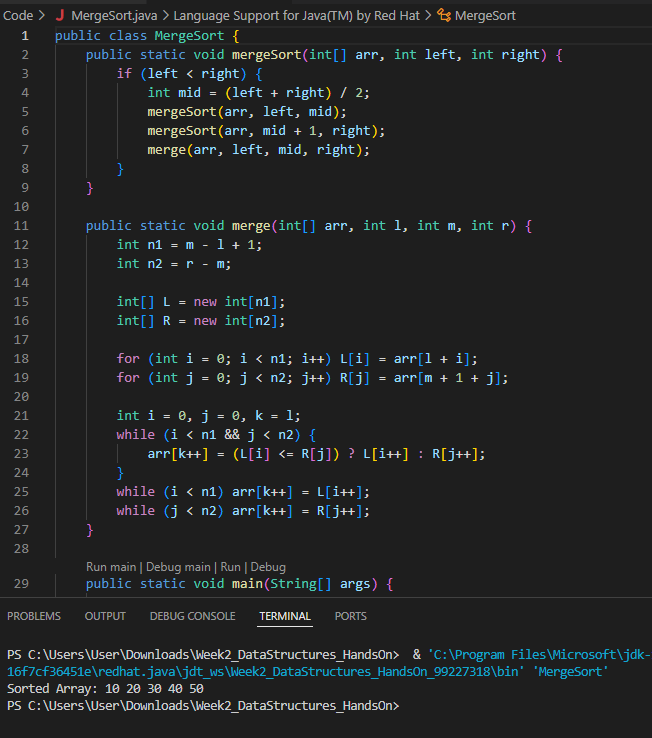 Code > J MergeSort.java > Language Support for Java(TM) by Red Hat > MergeSort
1 public class MergeSort {
2     public static void mergeSort(int[] arr, int left, int right) {
3         if (left < right) {
4             int mid = (left + right) / 2;
5             mergeSort(arr, left, mid);
6             mergeSort(arr, mid + 1, right);
7             merge(arr, left, mid, right);
8         }
9     }
10
11     public static void merge(int[] arr, int l, int m, int r) {
12         int n1 = m - l + 1;
13         int n2 = r - m;
14
15         int[] L = new int[n1];
16         int[] R = new int[n2];
17
18         for (int i = 0; i < n1; i++) L[i] = arr[l + i];
19         for (int j = 0; j < n2; j++) R[j] = arr[m + 1 + j];
20
21         int i = 0, j = 0, k = l;
22         while (i < n1 && j < n2) {
23             arr[k++] = (L[i] <= R[j]) ? L[i++] : R[j++];
24         }
25         while (i < n1) arr[k++] = L[i++];
26         while (j < n2) arr[k++] = R[j++];
27     }
28
Run main | Debug main | Run | Debug
29     public static void main(String[] args) {
PROBLEMS OUTPUT DEBUG CONSOLE TERMINAL PORTS
PS C:\Users\User\Downloads\Week2_DataStructures_HandsOn>  & 'C:\Program Files\Microsoft\jdk-
16f7cf36451e\redhat.java\jdt_ws\Week2_DataStructures_HandsOn_99227318\bin' 'MergeSort'
Sorted Array: 10 20 30 40 50
PS C:\Users\User\Downloads\Week2_DataStructures_HandsOn>